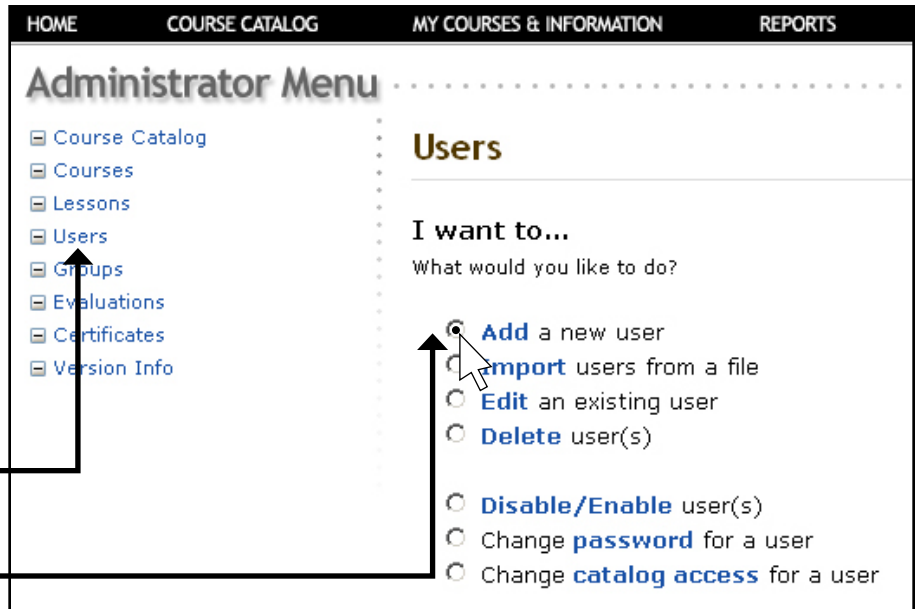 HOME COURSE CATALOG MY COURSES & INFORMATION REPORTS
Administrator Menu
Course Catalog
Courses
Lessons
Users
Groups
Evaluations
Certificates
Version Info
Users
I want to...
What would you like to do?
Add a new user
Import users from a file
Edit an existing user
Delete user(s)
Disable/Enable user(s)
Change password for a user
Change catalog access for a user